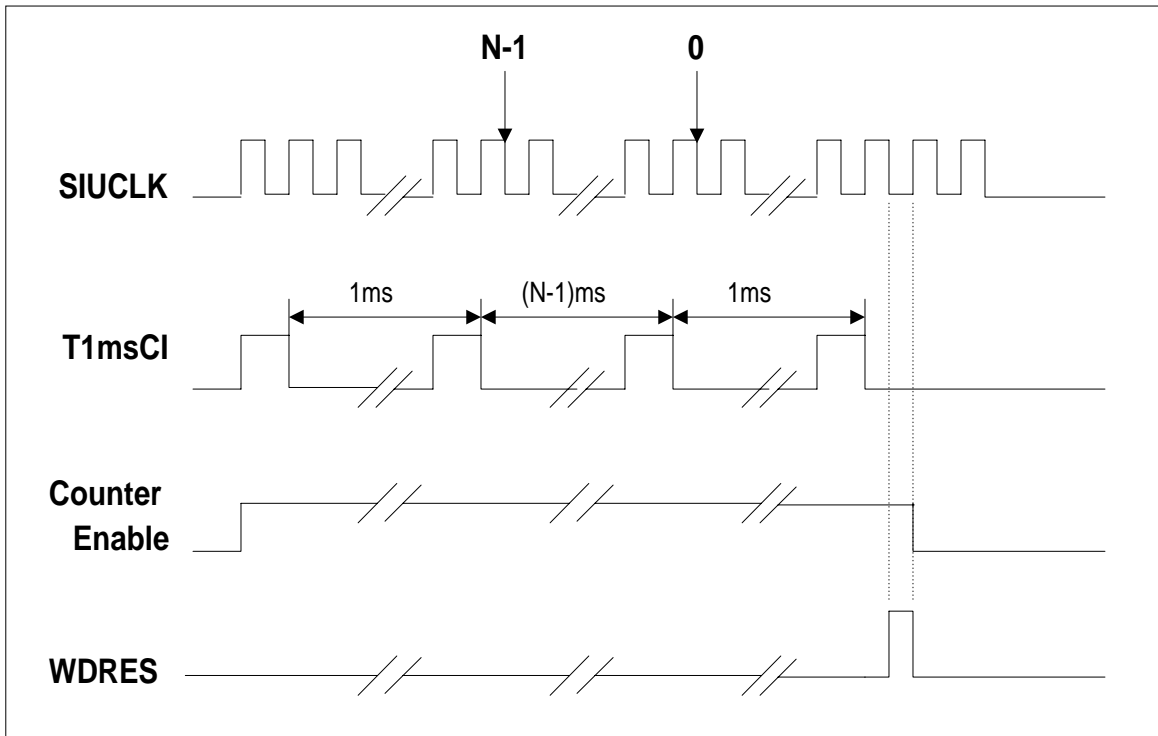 N-1 0
SIUCLK
1ms (N-1)ms 1ms
T1msCI
Counter
Enable
WDRES